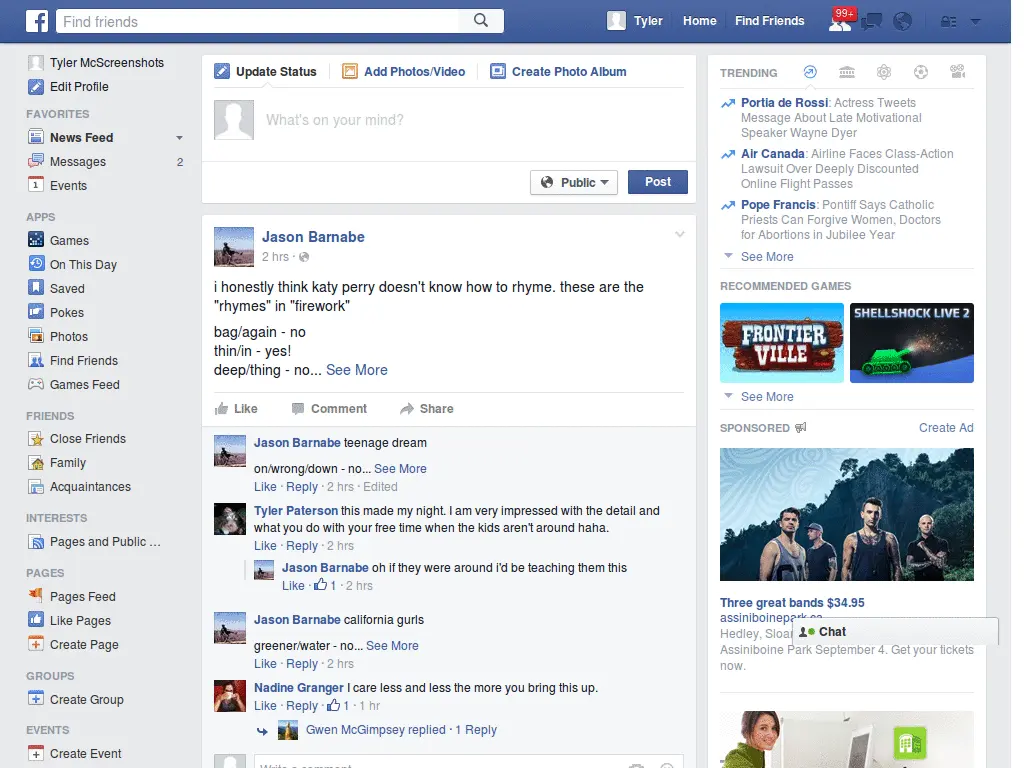 Find friends
Tyler
Home
Find Friends
99+
Tyler McScreenshots
Edit Profile
FAVORITES
News Feed
Messages 2
1 Events
APPS
Games
On This Day
Saved
Pokes
Photos
Find Friends
Games Feed
FRIENDS
Close Friends
Family
Acquaintances
INTERESTS
Pages and Public ...
PAGES
Pages Feed
Like Pages
Create Page
GROUPS
Create Group
EVENTS
Create Event
Update Status
Add Photos/Video
Create Photo Album
What's on your mind?
Public
Post
Jason Barnabe
2 hrs ·
i honestly think katy perry doesn't know how to rhyme. these are the
"rhymes" in "firework"
bag/again - no
thin/in - yes!
deep/thing - no... See More
Like
Comment
Share
Jason Barnabe teenage dream
on/wrong/down - no... See More
Like · Reply · 2 hrs · Edited
Tyler Paterson this made my night. I am very impressed with the detail and
what you do with your free time when the kids aren't around haha.
Like · Reply · 2 hrs
Jason Barnabe oh if they were around i'd be teaching them this
Like · 1 · 2 hrs
Jason Barnabe california gurls
greener/water - no... See More
Like · Reply · 2 hrs
Nadine Granger I care less and less the more you bring this up.
Like · Reply · 1 · 1 hr
Gwen McGimpsey replied · 1 Reply
Write a comment
TRENDING
Portia de Rossi: Actress Tweets
Message About Late Motivational
Speaker Wayne Dyer
Air Canada: Airline Faces Class-Action
Lawsuit Over Deeply Discounted
Online Flight Passes
Pope Francis: Pontiff Says Catholic
Priests Can Forgive Women, Doctors
for Abortions in Jubilee Year
See More
RECOMMENDED GAMES
FRONTIER
VILLE
SHELLSHOCK LIVE 2
See More
SPONSORED
Create Ad
Three great bands $34.95
assiniboinepark.ca
Hedley, Sloan
Chat
Assiniboine Park September 4. Get your tickets
now.